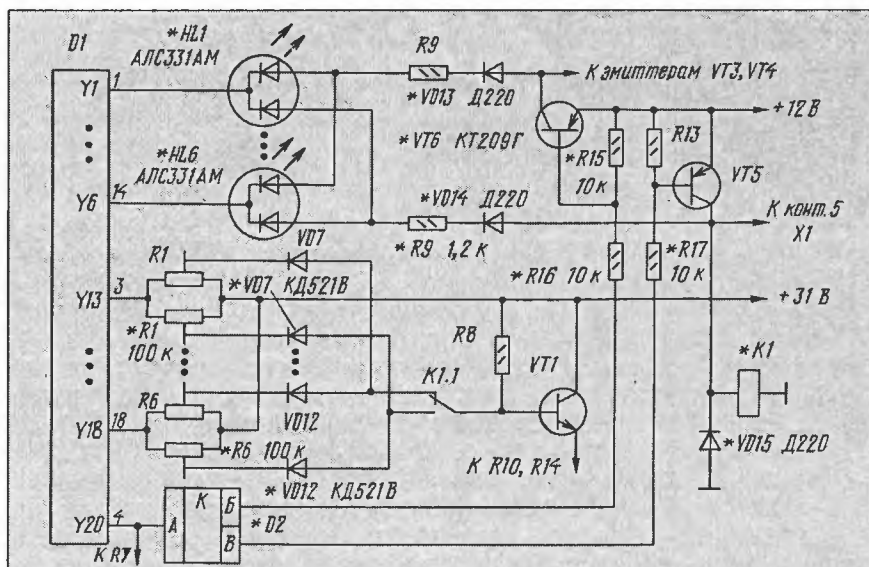 D1
*HL1
АЛС331АМ
Y1
1
R9
*VD13 Д220
К эмиттерам VT3, VT4
*VT6 КТ209Г
*R15
10 к
R13
+12 В
VT5
*HL6
АЛС331АМ
Y6
14
*VD14 Д220
*R9 1,2 к
К конт. 5
X1
R1
VD7
*VD7 КД521В
*R16 10 к
*R17
10 к
Y13
3
+31 В
*R1
100 к
R8
VT1
*K1
K1.1
R6
VD12
Y18
18
*R6 100 к
*VD12 КД521В
К R10, R14
*VD15 Д220
Y20
4
А
К
Б
В
*D2
К R7